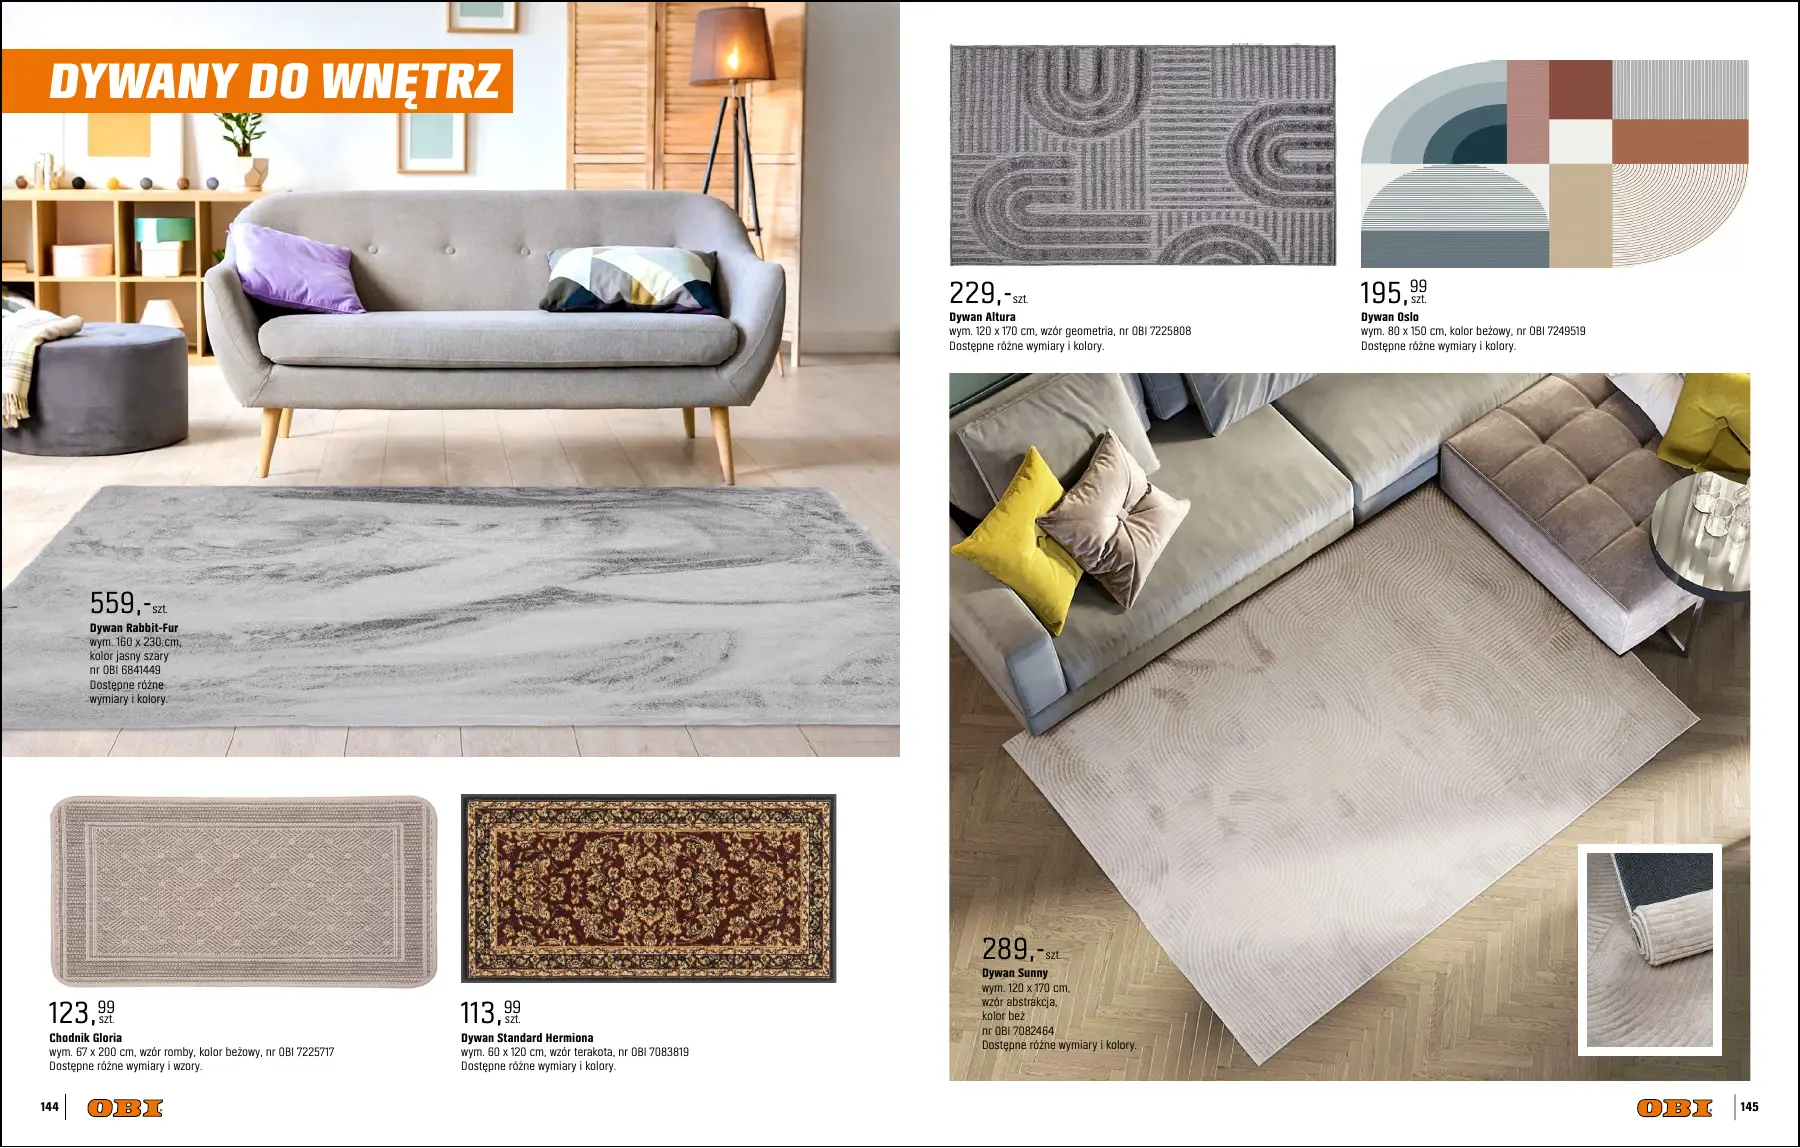 DYWANY DO WNĘTRZ
559,- szt.
Dywan Rabbit-Fur
wym. 160 x 230 cm,
kolor jasny szary
nr OBI 6841449
Dostępne różne
wymiary i kolory.
123,99 szt.
Chodnik Gloria
wym. 67 x 200 cm, wzór romby, kolor beżowy, nr OBI 7225717
Dostępne różne wymiary i wzory.
113,99 szt.
Dywan Standard Hermiona
wym. 60 x 120 cm, wzór terakota, nr OBI 7083819
Dostępne różne wymiary i kolory.
144
OBI
229,- szt.
Dywan Altura
wym. 120 x 170 cm, wzór geometria, nr OBI 7225808
Dostępne różne wymiary i kolory.
195,99 szt.
Dywan Oslo
wym. 80 x 150 cm, kolor beżowy, nr OBI 7249519
Dostępne różne wymiary i kolory.
289,- szt.
Dywan Sunny
wym. 120 x 170 cm,
wzór abstrakcja,
kolor beż
nr OBI 7082464
Dostępne różne wymiary i kolory.
OBI
145